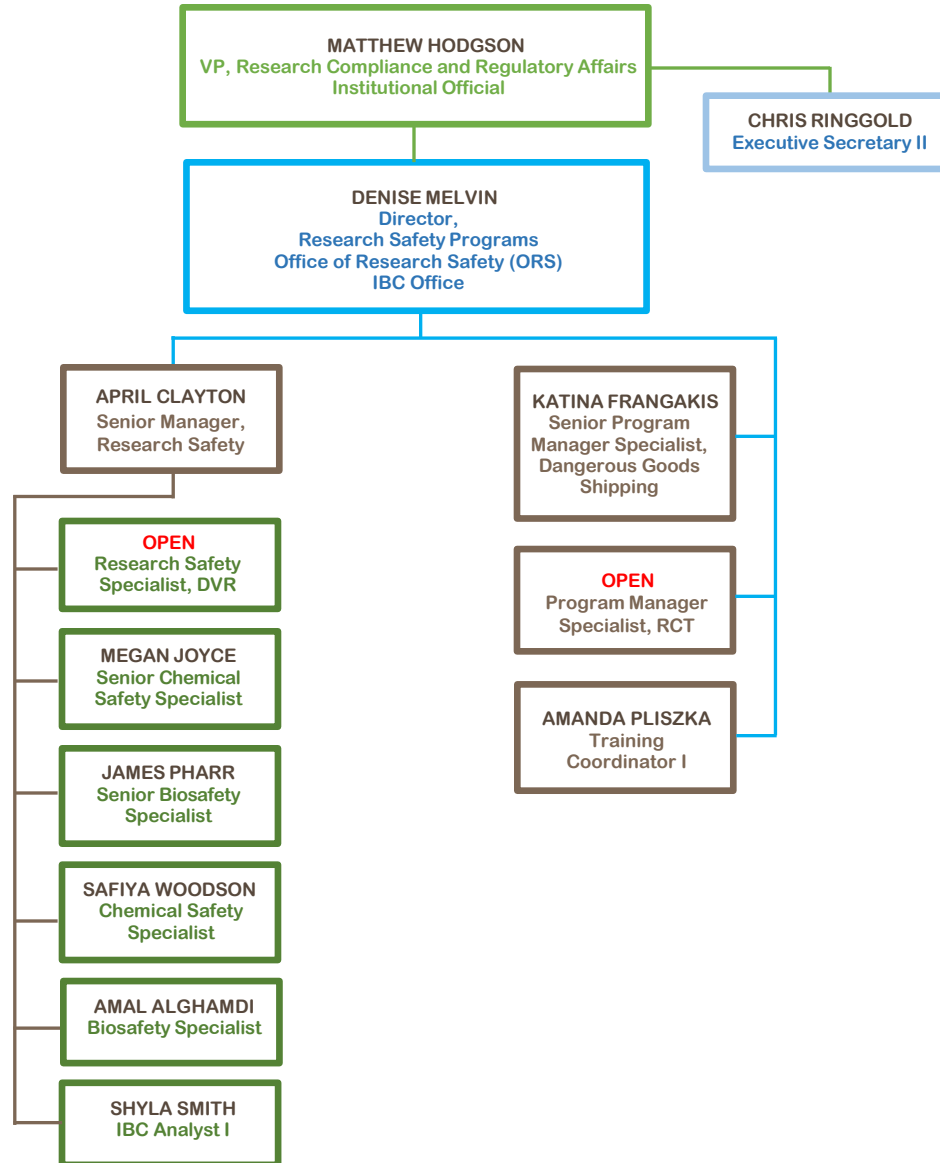 MATTHEW HODGSON
VP, Research Compliance and Regulatory Affairs
Institutional Official
CHRIS RINGGOLD
Executive Secretary II
DENISE MELVIN
Director,
Research Safety Programs
Office of Research Safety (ORS)
IBC Office
APRIL CLAYTON
Senior Manager,
Research Safety
OPEN
Research Safety
Specialist, DVR
MEGAN JOYCE
Senior Chemical
Safety Specialist
JAMES PHARR
Senior Biosafety
Specialist
SAFIYA WOODSON
Chemical Safety
Specialist
AMAL ALGHAMDI
Biosafety Specialist
SHYLA SMITH
IBC Analyst I
KATINA FRANGAKIS
Senior Program
Manager Specialist,
Dangerous Goods
Shipping
OPEN
Program Manager
Specialist, RCT
AMANDA PLISZKA
Training
Coordinator I